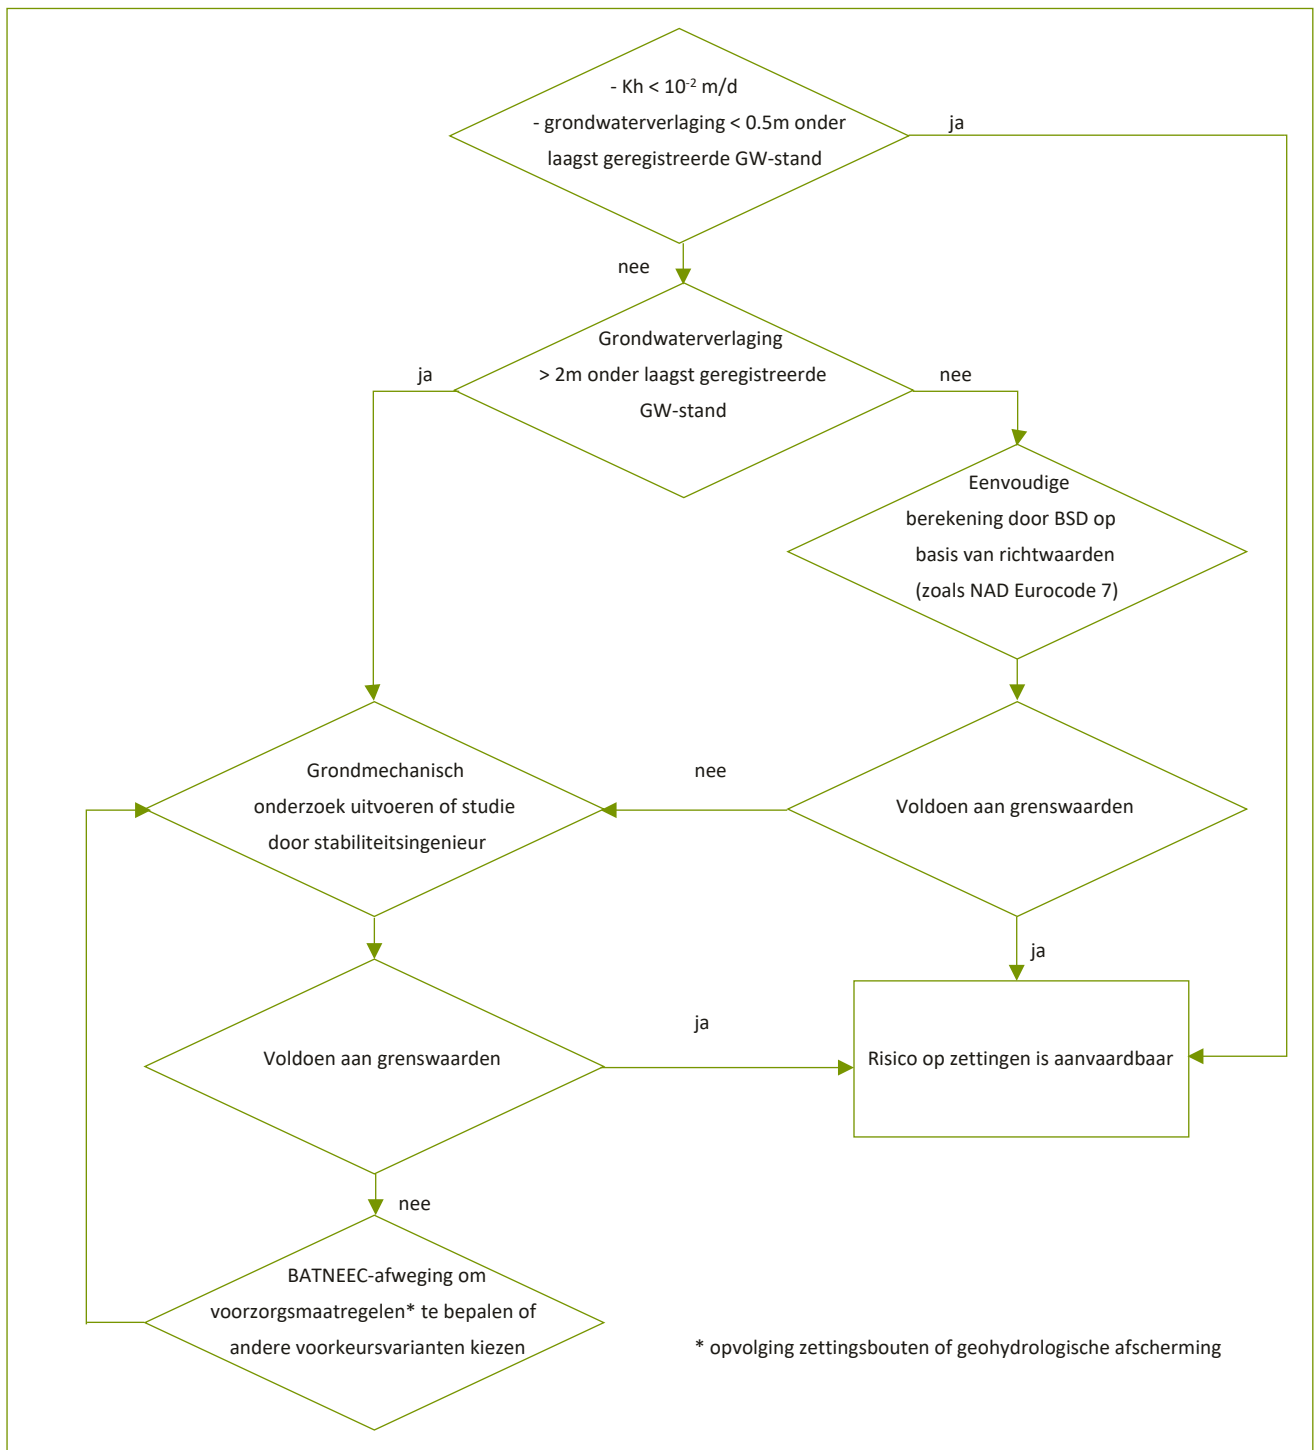 - Kh < 10⁻² m/d
- grondwaterverlaging < 0.5m onder
laagst geregistreerde GW-stand
ja
nee
Grondwaterverlaging
> 2m onder laagst geregistreerde
GW-stand
ja
nee
Eenvoudige
berekening door BSD op
basis van richtwaarden
(zoals NAD Eurocode 7)
Grondmechanisch
onderzoek uitvoeren of studie
door stabiliteitsingenieur
nee
Voldoen aan grenswaarden
ja
Voldoen aan grenswaarden
ja
Risico op zettingen is aanvaardbaar
nee
BATNEEC-afweging om
voorzorgsmaatregelen* te bepalen of
andere voorkeursvarianten kiezen
* opvolging zettingsbouten of geohydrologische afscherming